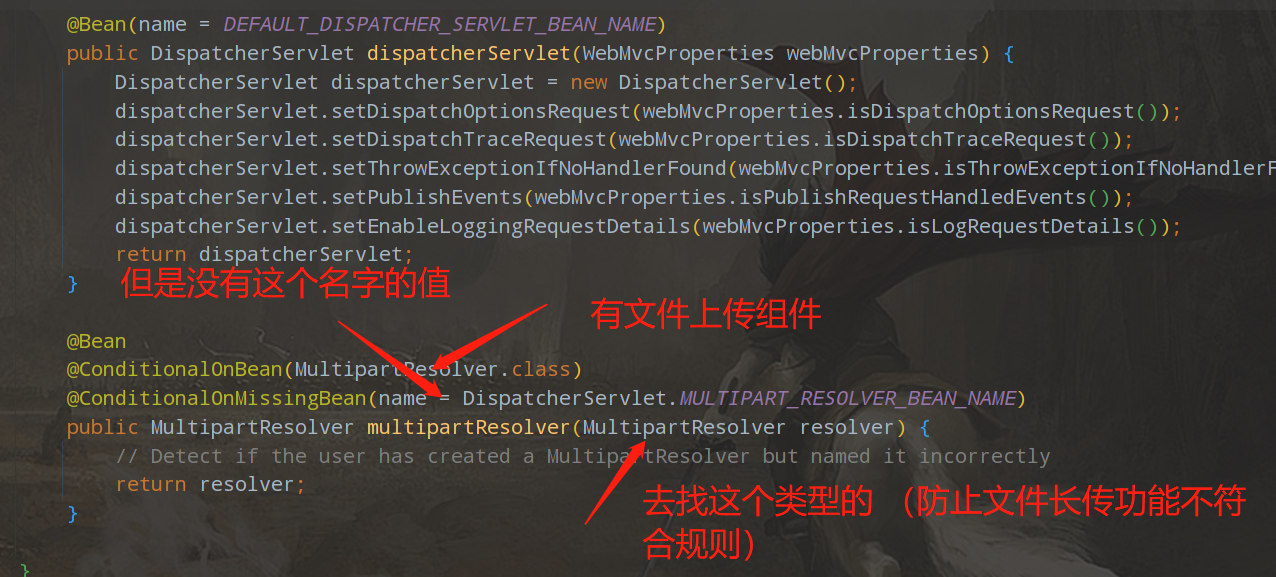 @Bean(name = DEFAULT_DISPATCHER_SERVLET_BEAN_NAME)
public DispatcherServlet dispatcherServlet(WebMvcProperties webMvcProperties) {
DispatcherServlet dispatcherServlet = new DispatcherServlet();
dispatcherServlet.setDispatchOptionsRequest(webMvcProperties.isDispatchOptionsRequest());
dispatcherServlet.setDispatchTraceRequest(webMvcProperties.isDispatchTraceRequest());
dispatcherServlet.setThrowExceptionIfNoHandlerFound(webMvcProperties.isThrowExceptionIfNoHandlerF
dispatcherServlet.setPublishEvents(webMvcProperties.isPublishRequestHandledEvents());
dispatcherServlet.setEnableLoggingRequestDetails(webMvcProperties.isLogRequestDetails());
return dispatcherServlet;
}
但是没有这个名字的值
有文件上传组件
@Bean
@ConditionalOnBean(MultipartResolver.class)
@ConditionalOnMissingBean(name = DispatcherServlet.MULTIPART_RESOLVER_BEAN_NAME)
public MultipartResolver multipartResolver(MultipartResolver resolver) {
// Detect if the user has created a MultipartResolver but named it incorrectly
return resolver;
}
去找这个类型的 （防止文件长传功能不符
合规则）
}